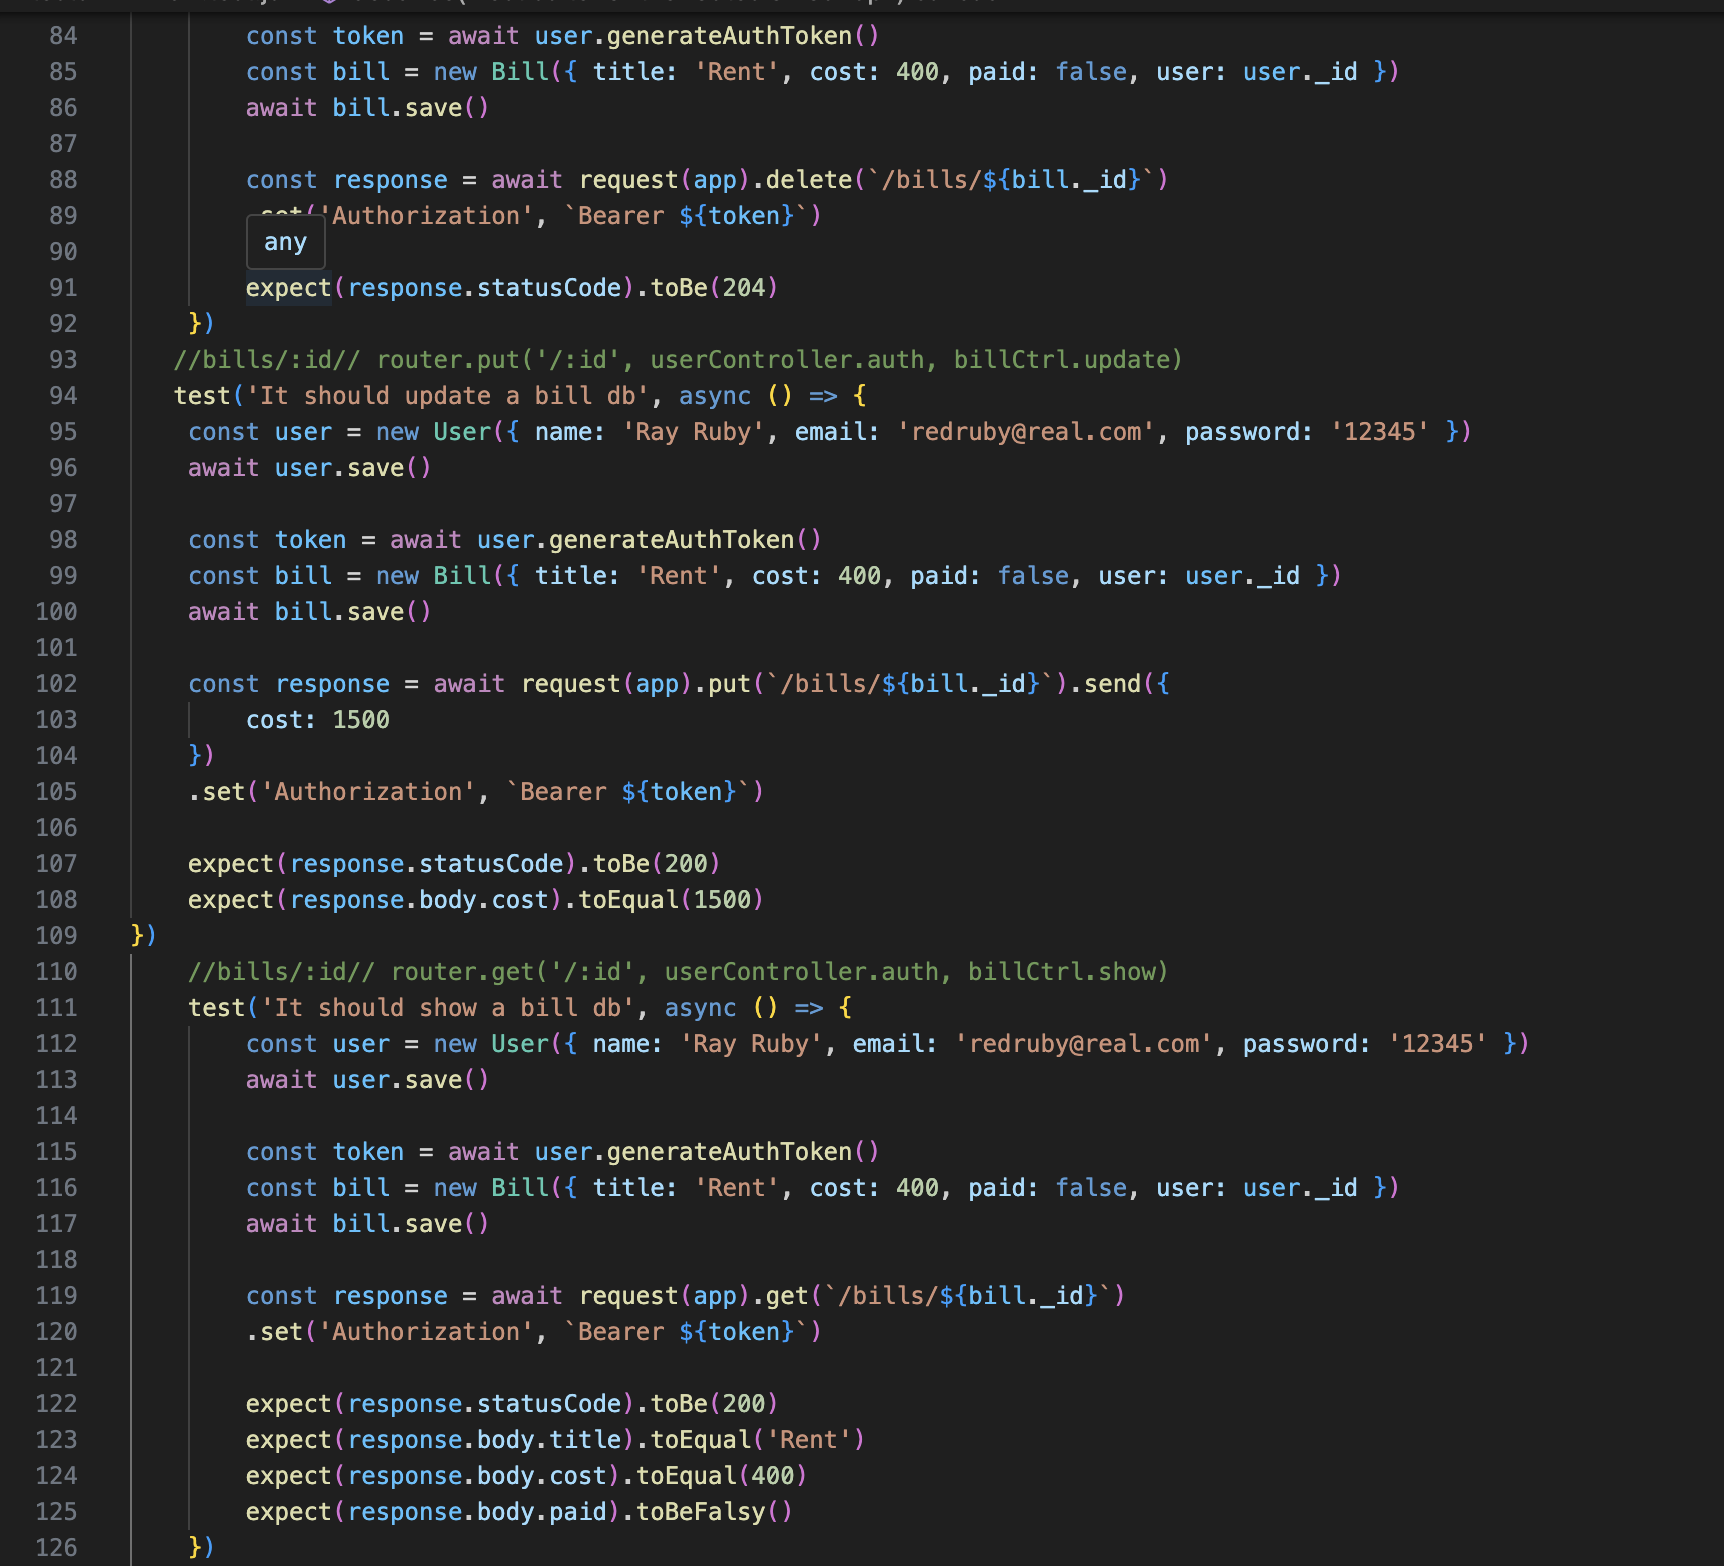 84 const token = await user.generateAuthToken()
85 const bill = new Bill({ title: 'Rent', cost: 400, paid: false, user: user._id })
86 await bill.save()
87
88 const response = await request(app).delete(`/bills/${bill._id}`)
89 .set('Authorization', `Bearer ${token}`)
any
90
91 expect(response.statusCode).toBe(204)
92 })
93 //bills/:id// router.put('/:id', userController.auth, billCtrl.update)
94 test('It should update a bill db', async () => {
95 const user = new User({ name: 'Ray Ruby', email: 'redruby@real.com', password: '12345' })
96 await user.save()
97
98 const token = await user.generateAuthToken()
99 const bill = new Bill({ title: 'Rent', cost: 400, paid: false, user: user._id })
100 await bill.save()
101
102 const response = await request(app).put(`/bills/${bill._id}`).send({
103 cost: 1500
104 })
105 .set('Authorization', `Bearer ${token}`)
106
107 expect(response.statusCode).toBe(200)
108 expect(response.body.cost).toEqual(1500)
109 })
110 //bills/:id// router.get('/:id', userController.auth, billCtrl.show)
111 test('It should show a bill db', async () => {
112 const user = new User({ name: 'Ray Ruby', email: 'redruby@real.com', password: '12345' })
113 await user.save()
114
115 const token = await user.generateAuthToken()
116 const bill = new Bill({ title: 'Rent', cost: 400, paid: false, user: user._id })
117 await bill.save()
118
119 const response = await request(app).get(`/bills/${bill._id}`)
120 .set('Authorization', `Bearer ${token}`)
121
122 expect(response.statusCode).toBe(200)
123 expect(response.body.title).toEqual('Rent')
124 expect(response.body.cost).toEqual(400)
125 expect(response.body.paid).toBeFalsy()
126 })